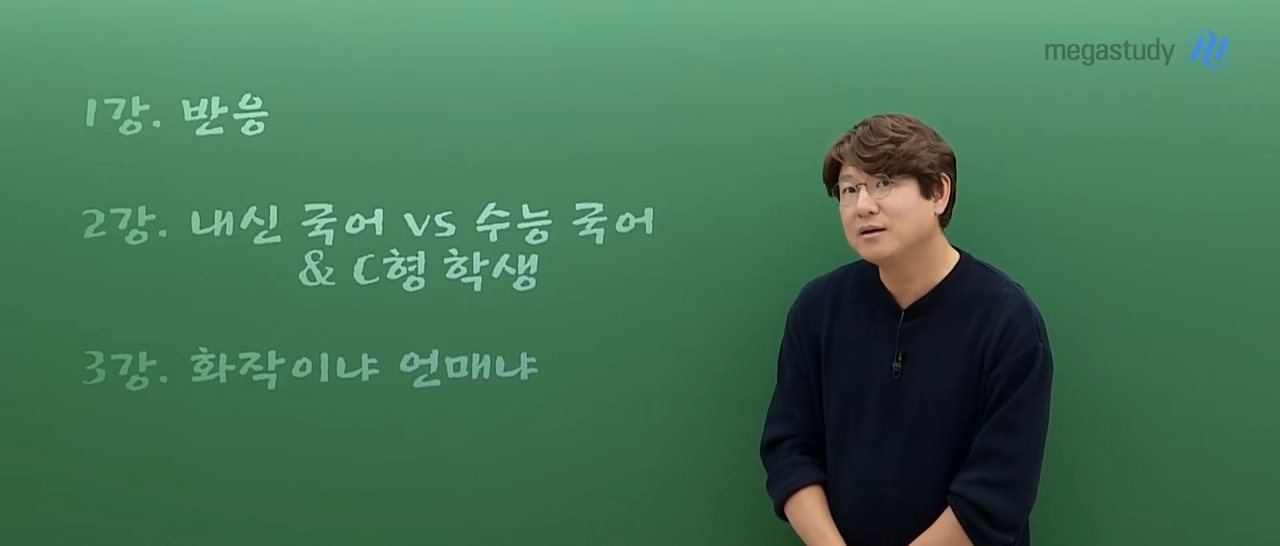 megastudy
1강. 반응
2강. 내신 국어 vs 수능 국어
& C형 학생
3강. 화작이냐 언매냐